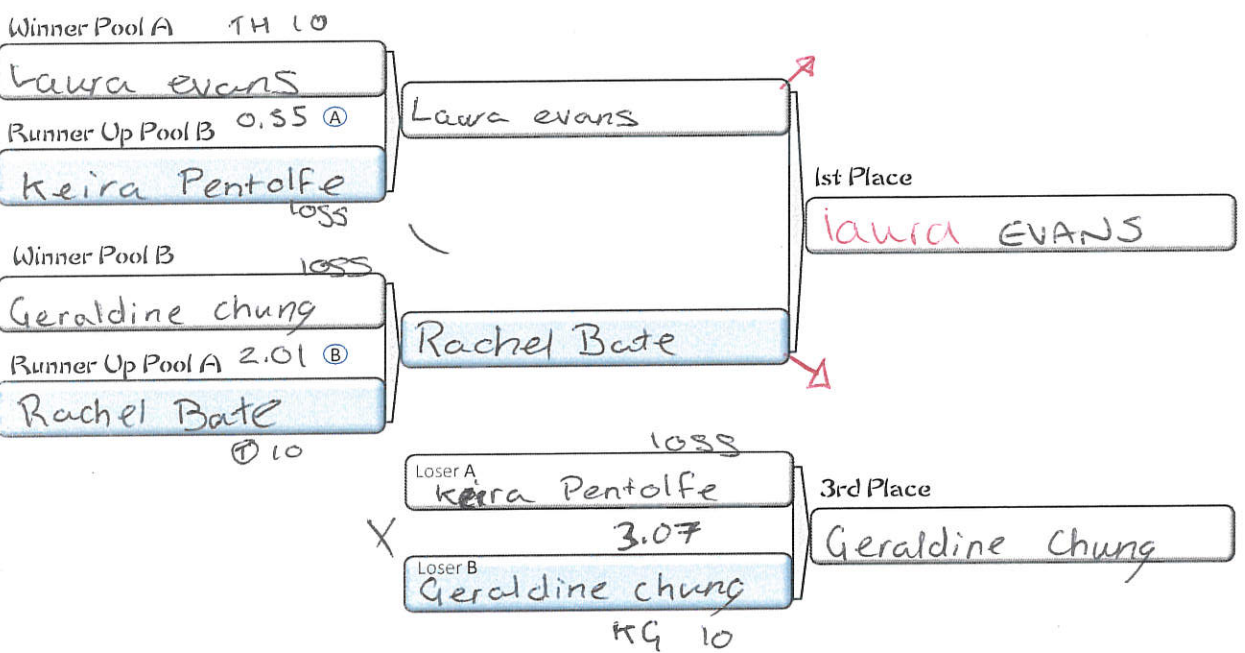 Winner Pool A TH 10
Laura evans
Runner Up Pool B 0.35 A
Keira Pentolfe
loss
Winner Pool B loss
Geraldine chung
Runner Up Pool A 2.01 B
Rachel Bate
T 10
Laura evans
Rachel Bate
1st Place
laura EVANS
loss
Loser A
Keira Pentolfe
3.07
Loser B
Geraldine chung
KG 10
3rd Place
Geraldine Chung